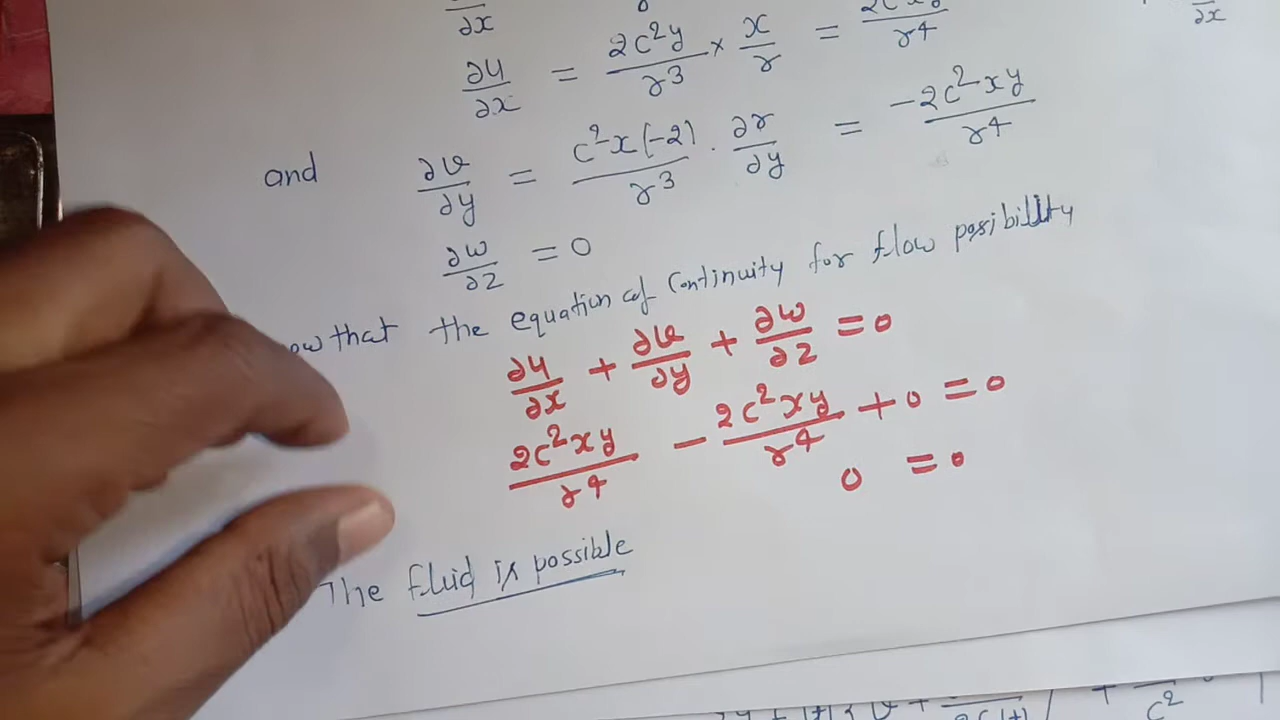 ∂x
∂u/∂x = 2c²y/r³ × x/r = 2c²xy/r⁴
∂x
and ∂v/∂y = c²x(-2)/r³ . ∂r/∂y = -2c²xy/r⁴
∂w/∂z = 0
ow that the equation of Continuity for flow possibility
∂u/∂x + ∂v/∂y + ∂w/∂z = 0
2c²xy/r⁴ - 2c²xy/r⁴ + 0 = 0
0 = 0
The fluid is possible